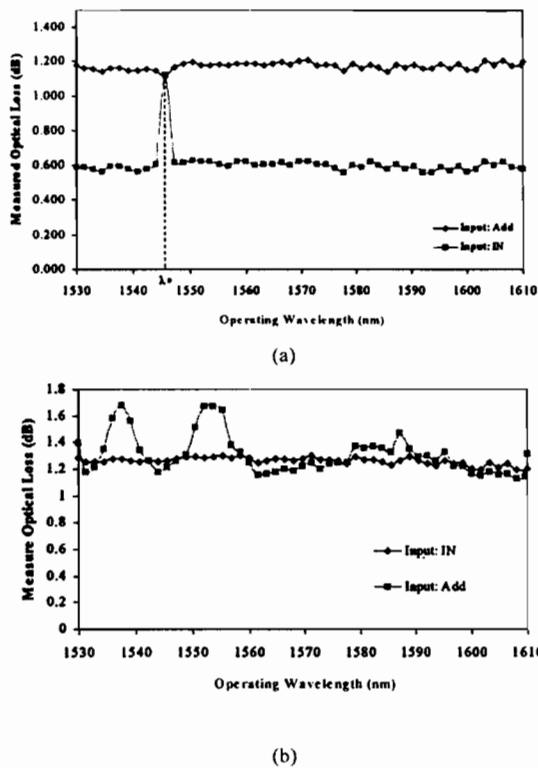 (a)
Measured Optical Loss (dB)
1.400
1.200
1.000
0.800
0.600
0.400
0.200
0.000
Input: Add
Input: IN
1530 1540 λo 1550 1560 1570 1580 1590 1600 1610
Operating Wavelength (nm)
(a)
Measure Optical Loss (dB)
1.8
1.6
1.4
1.2
1
0.8
0.6
0.4
0.2
0
Input: IN
Input: Add
1530 1540 1550 1560 1570 1580 1590 1600 1610
Operating Wavelength (nm)
(b)